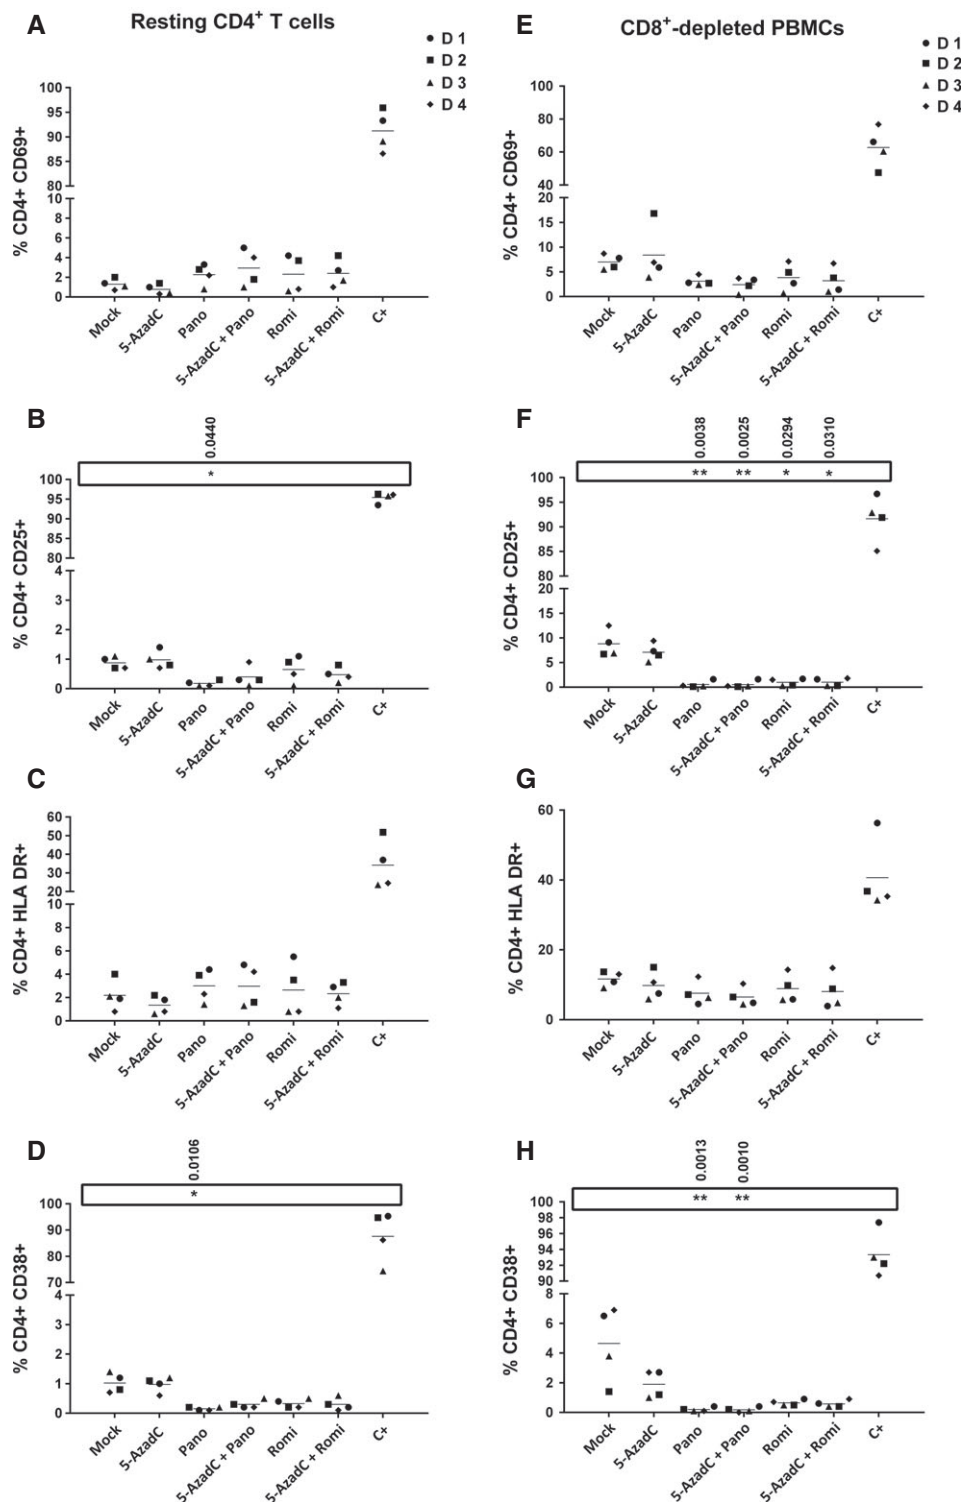 A
Resting CD4+ T cells
D 1
D 2
D 3
D 4
% CD4+ CD69+
100
95
90
85
80
10
8
6
4
2
0
Mock
5-AzadC
Pano
5-AzadC + Pano
Romi
5-AzadC + Romi
C+
E
CD8+-depleted PBMCs
D 1
D 2
D 3
D 4
% CD4+ CD69+
100
80
60
40
20
15
10
5
0
Mock
5-AzadC
Pano
5-AzadC + Pano
Romi
5-AzadC + Romi
C+
B
0.0440
*
% CD4+ CD25+
100
95
90
85
80
4
3
2
1
0
Mock
5-AzadC
Pano
5-AzadC + Pano
Romi
5-AzadC + Romi
C+
F
0.0038
0.0025
0.0294
0.0310
** ** * *
% CD4+ CD25+
100
95
90
85
80
20
15
10
5
0
Mock
5-AzadC
Pano
5-AzadC + Pano
Romi
5-AzadC + Romi
C+
C
% CD4+ HLA DR+
60
50
40
30
20
10
8
6
4
2
0
Mock
5-AzadC
Pano
5-AzadC + Pano
Romi
5-AzadC + Romi
C+
G
% CD4+ HLA DR+
60
40
20
0
Mock
5-AzadC
Pano
5-AzadC + Pano
Romi
5-AzadC + Romi
C+
D
0.0106
*
% CD4+ CD38+
100
90
80
70
4
3
2
1
0
Mock
5-AzadC
Pano
5-AzadC + Pano
Romi
5-AzadC + Romi
C+
H
0.0013
0.0010
** **
% CD4+ CD38+
100
98
96
94
92
90
8
6
4
2
0
Mock
5-AzadC
Pano
5-AzadC + Pano
Romi
5-AzadC + Romi
C+